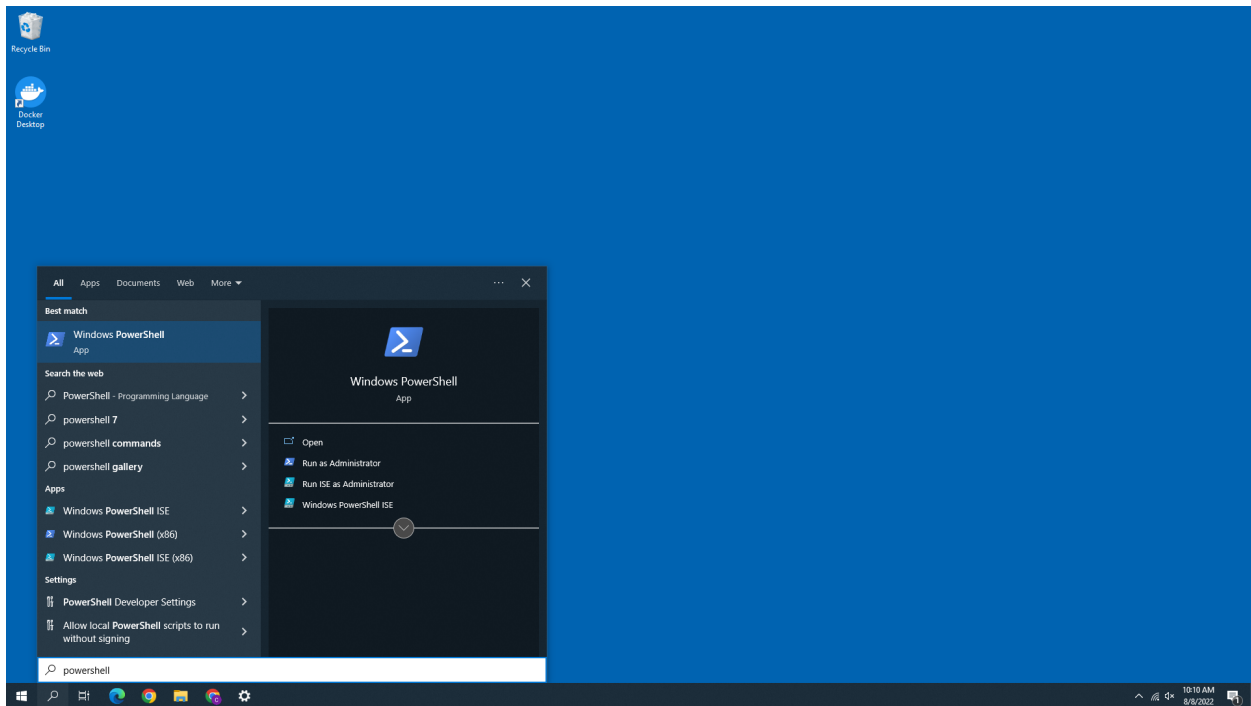 Recycle Bin
Docker
Desktop
All Apps Documents Web More
Best match
Windows PowerShell
App
Search the web
PowerShell - Programming Language
powershell 7
powershell commands
powershell gallery
Apps
Windows PowerShell ISE
Windows PowerShell (x86)
Windows PowerShell ISE (x86)
Settings
PowerShell Developer Settings
Allow local PowerShell scripts to run
without signing
Windows PowerShell
App
Open
Run as Administrator
Run ISE as Administrator
Windows PowerShell ISE
powershell
10:10 AM
8/8/2022
1